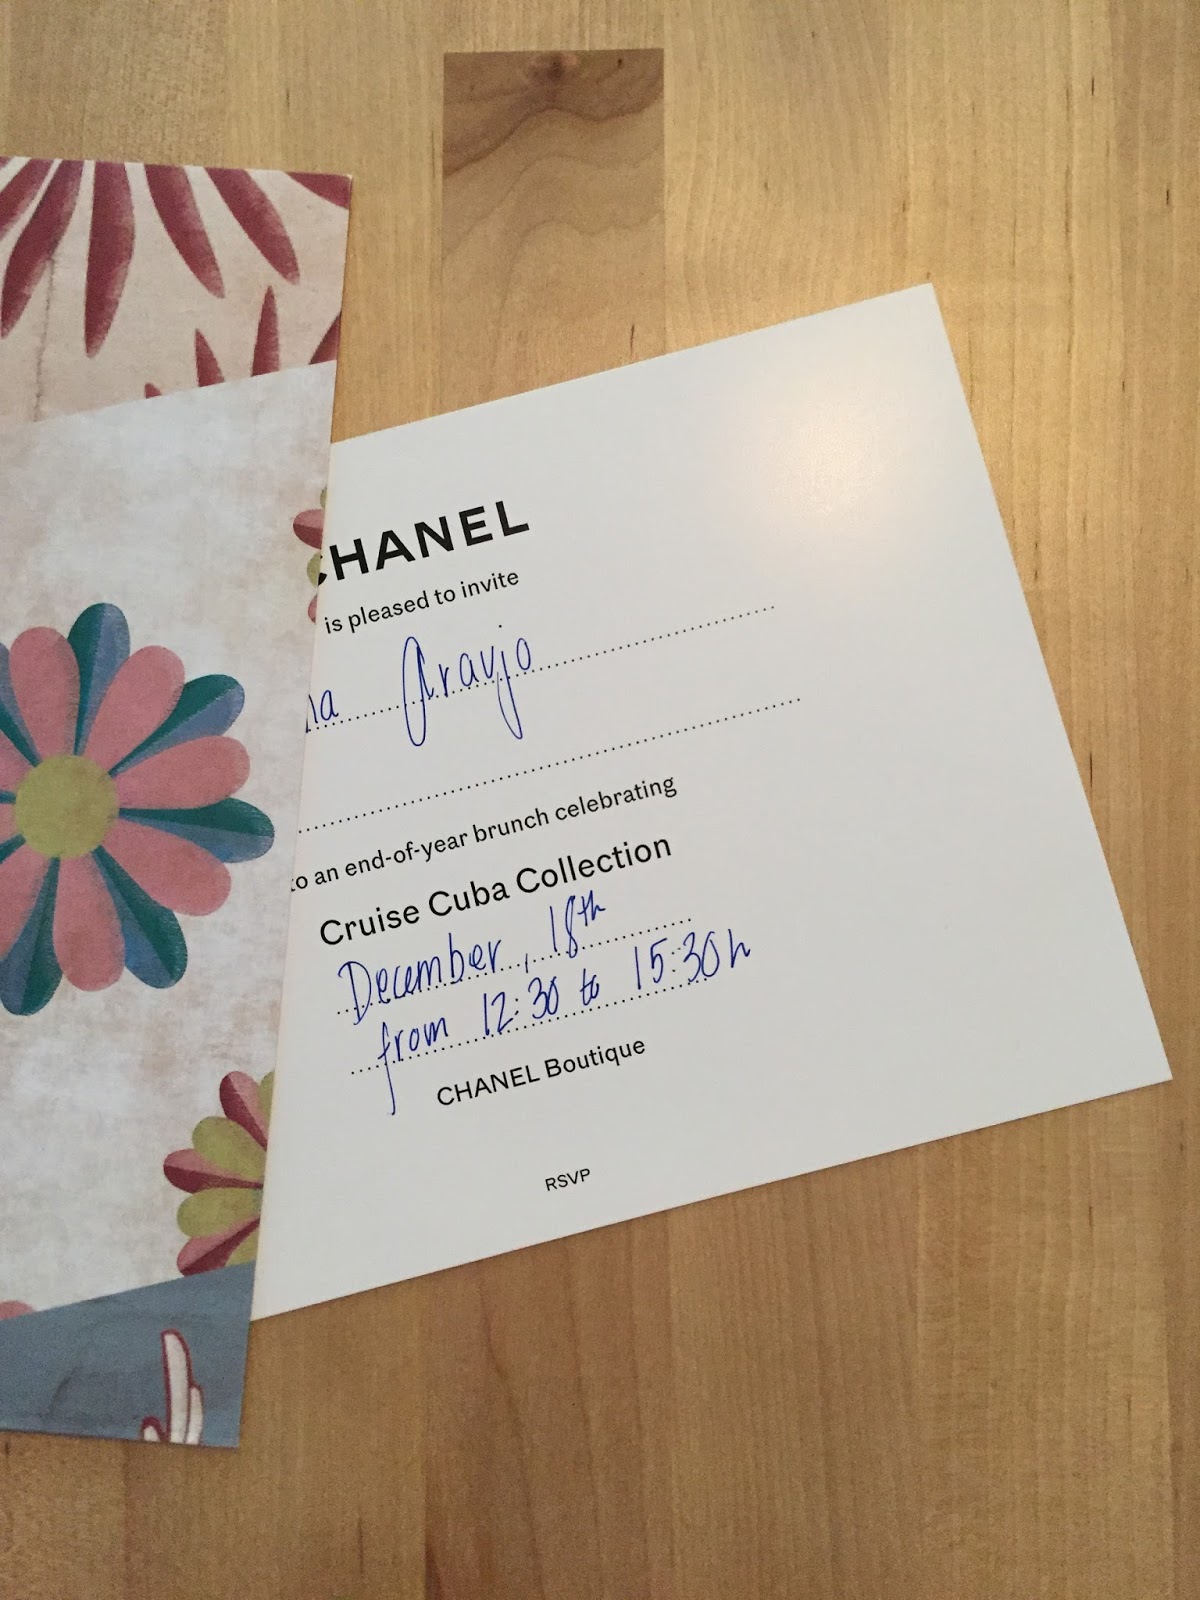 CHANEL
is pleased to invite
na Araujo
to an end-of-year brunch celebrating
Cruise Cuba Collection
December, 18th
from 12:30 to 15:30 h
CHANEL Boutique
RSVP